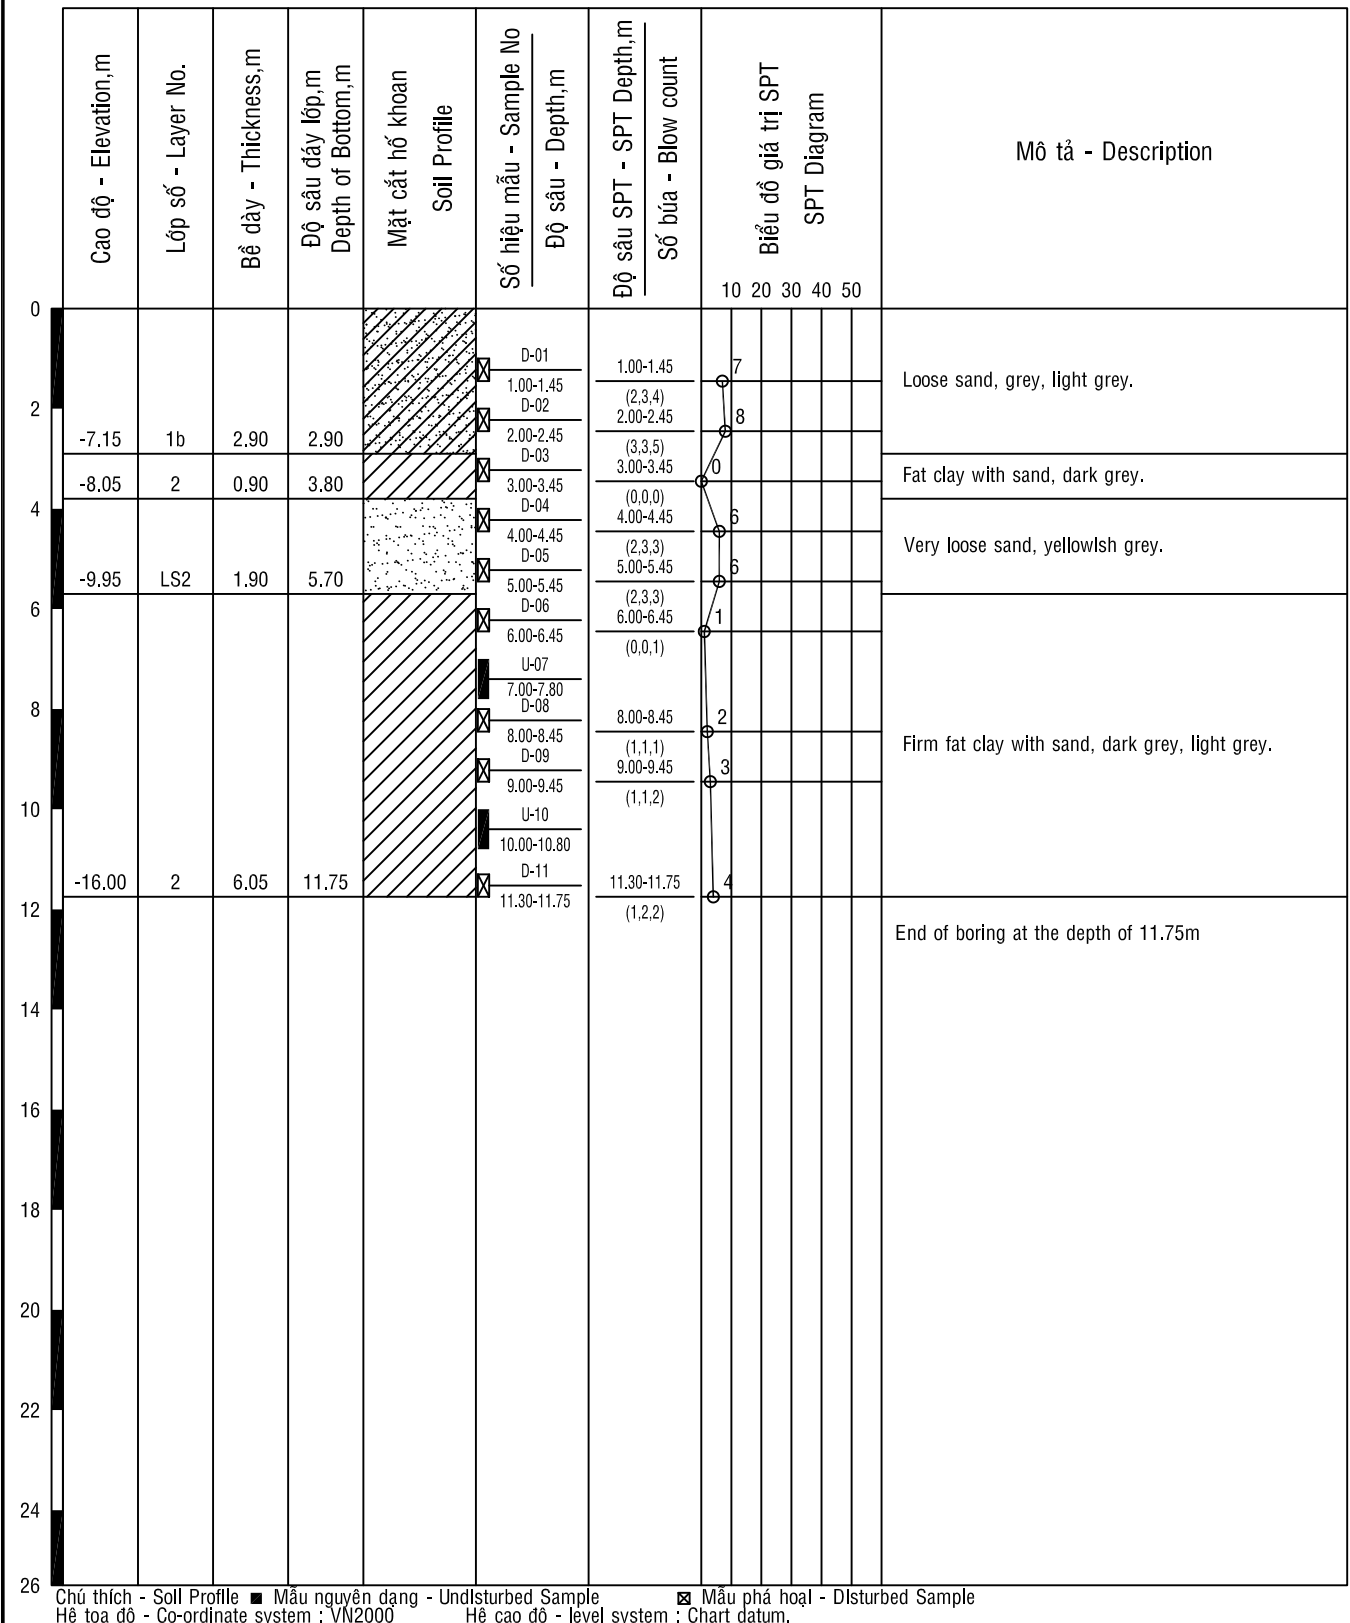 Cao độ - Elevation,m
Lớp số - Layer No.
Bề dày - Thickness,m
Độ sâu đáy lớp,m
Depth of Bottom,m
Mặt cắt hố khoan
Soil Profile
Số hiệu mẫu - Sample No
Độ sâu - Depth,m
Độ sâu SPT - SPT Depth,m
Số búa - Blow count
Biểu đồ giá trị SPT
SPT Diagram
10 20 30 40 50
Mô tả - Description
0
D-01
1.00-1.45
7
1.00-1.45
(2,3,4)
Loose sand, grey, light grey.
2
D-02
2.00-2.45
8
2.00-2.45
(3,3,5)
-7.15 1b 2.90 2.90
D-03
3.00-3.45
0
3.00-3.45
(0,0,0)
-8.05 2 0.90 3.80
Fat clay with sand, dark grey.
4
D-04
4.00-4.45
6
4.00-4.45
(2,3,3)
Very loose sand, yellowish grey.
D-05
5.00-5.45
6
5.00-5.45
(2,3,3)
-9.95 LS2 1.90 5.70
6
D-06
6.00-6.45
1
6.00-6.45
(0,0,1)
U-07
7.00-7.80
8
D-08
8.00-8.45
2
8.00-8.45
(1,1,1)
Firm fat clay with sand, dark grey, light grey.
D-09
9.00-9.45
3
9.00-9.45
(1,1,2)
10
U-10
10.00-10.80
-16.00 2 6.05 11.75
D-11
11.30-11.75
4
11.30-11.75
(1,2,2)
12
End of boring at the depth of 11.75m
14
16
18
20
22
24
26
Chú thích - Soil Profile Mẫu nguyên dạng - Undisturbed Sample Mẫu phá hoại - Disturbed Sample
Hệ tọa độ - Co-ordinate system : VN2000 Hệ cao độ - level system : Chart datum.